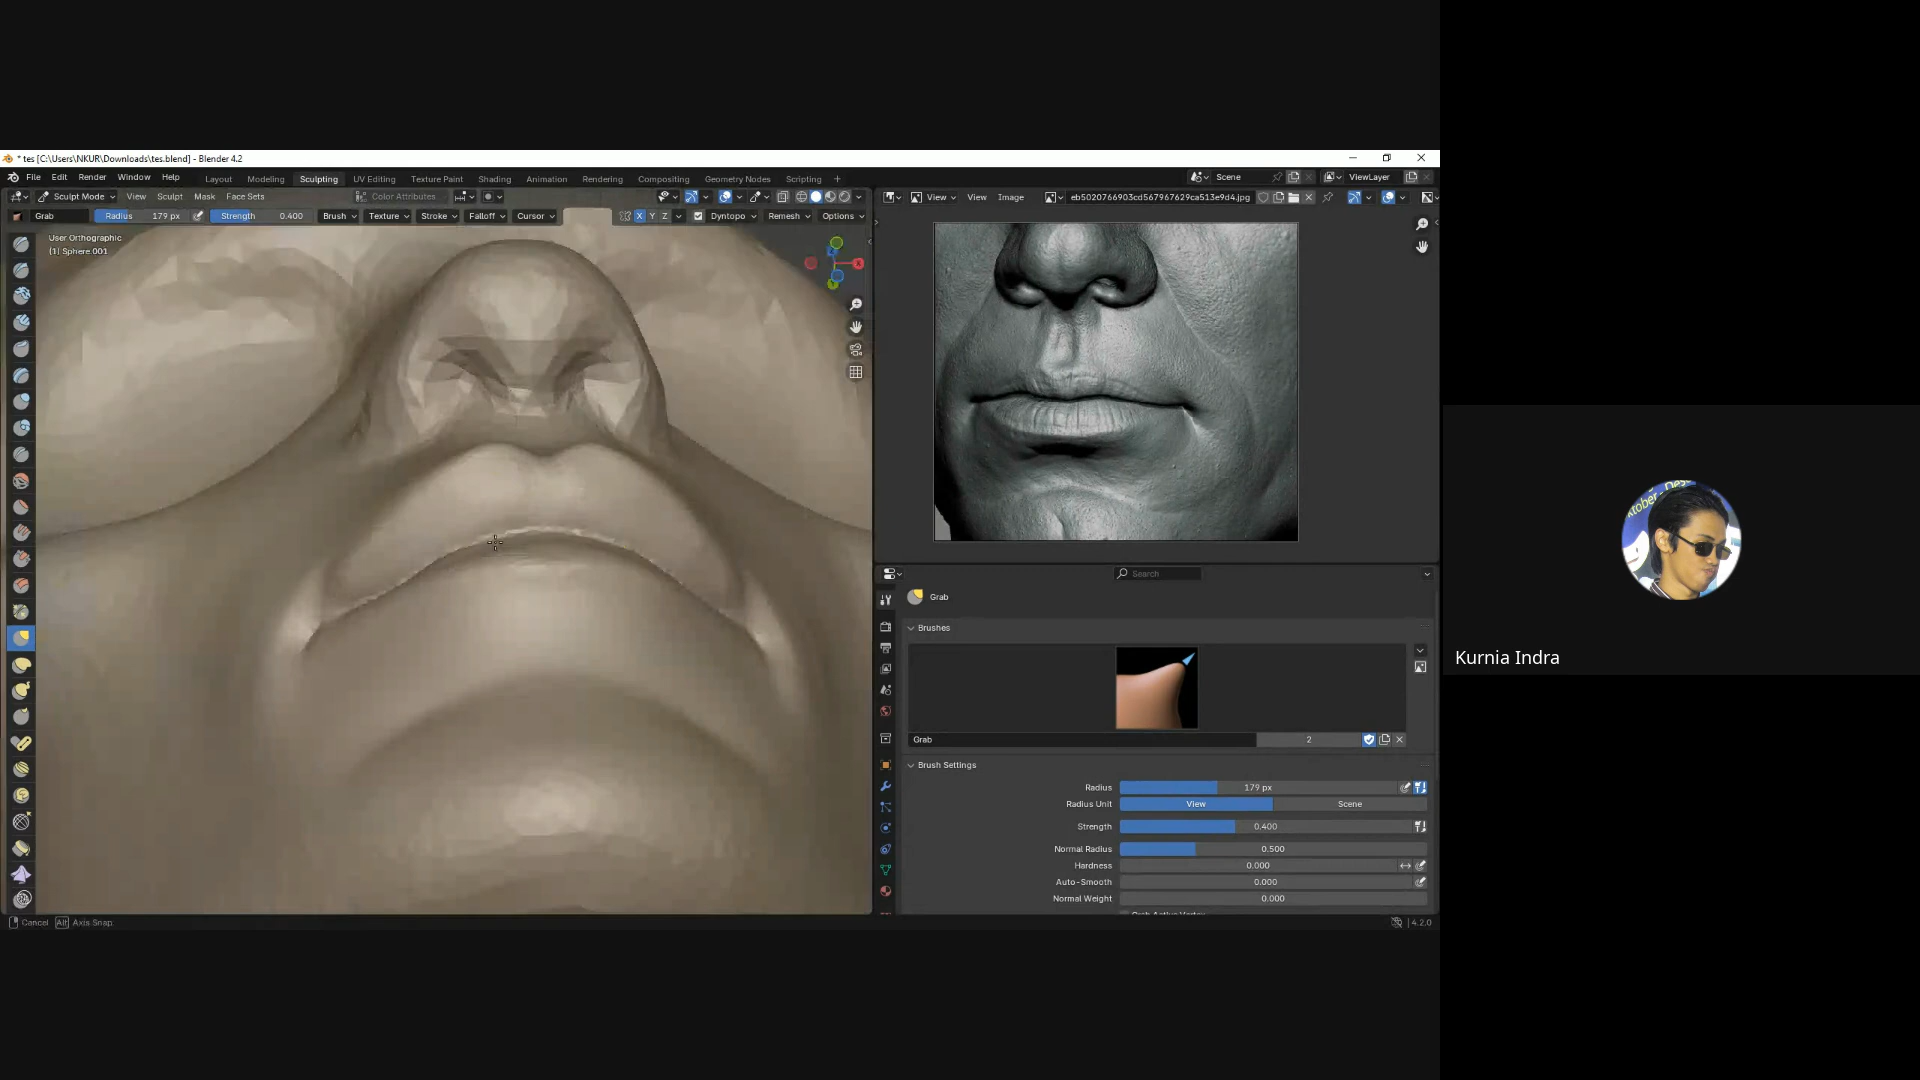 * tes [C:\Users\NKUR\Downloads\tes.blend] - Blender 4.2
File Edit Render Window Help
Layout Modeling Sculpting UV Editing Texture Paint Shading Animation Rendering Compositing Geometry Nodes Scripting +
Scene
ViewLayer
Sculpt Mode View Sculpt Mask Face Sets
Color Attributes
View View Image
eb5020766903cd567967629ca513e9d4.jpg
Grab Radius 179 px Strength 0.400 Brush Texture Stroke Falloff Cursor
X Y Z Dyntopo Remesh Options
User Orthographic
(1) Sphere.001
X
Search
Grab
Brushes
Grab 2
Brush Settings
Radius 179 px
Radius Unit View Scene
Strength 0.400
Normal Radius 0.500
Hardness 0.000
Auto-Smooth 0.000
Normal Weight 0.000
Cancel Alt Axis Snap
4.2.0
Kurnia Indra